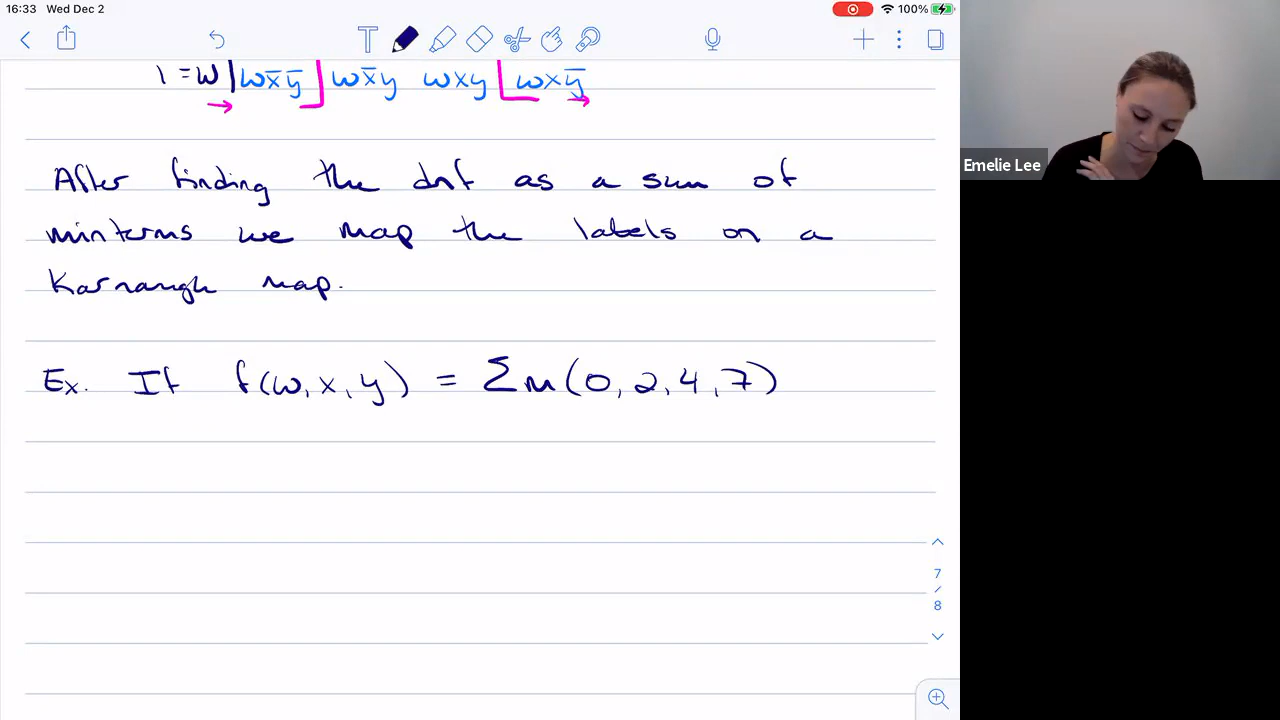 16:33 Wed Dec 2
100%
1 = w wx̄ȳ wx̄y wxy wxȳ
After finding the dnf as a sum of
minterms we map the labels on a
Karnaugh map.
Ex. If f(w, x, y) = Σm(0, 2, 4, 7)
7
/
8
Emelie Lee